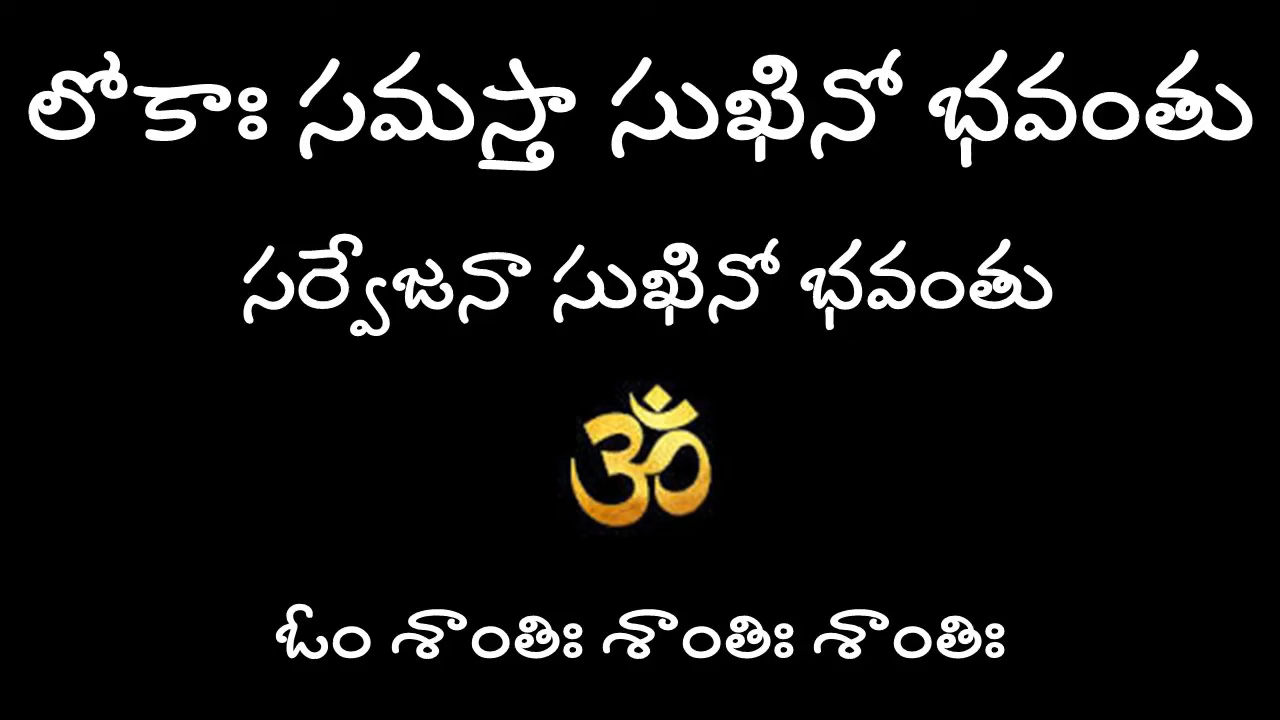 లోకాః సమస్తా సుఖినో భవంతు
సర్వేజనా సుఖినో భవంతు
ॐ
ఓం శాంతిః శాంతిః శాంతిః